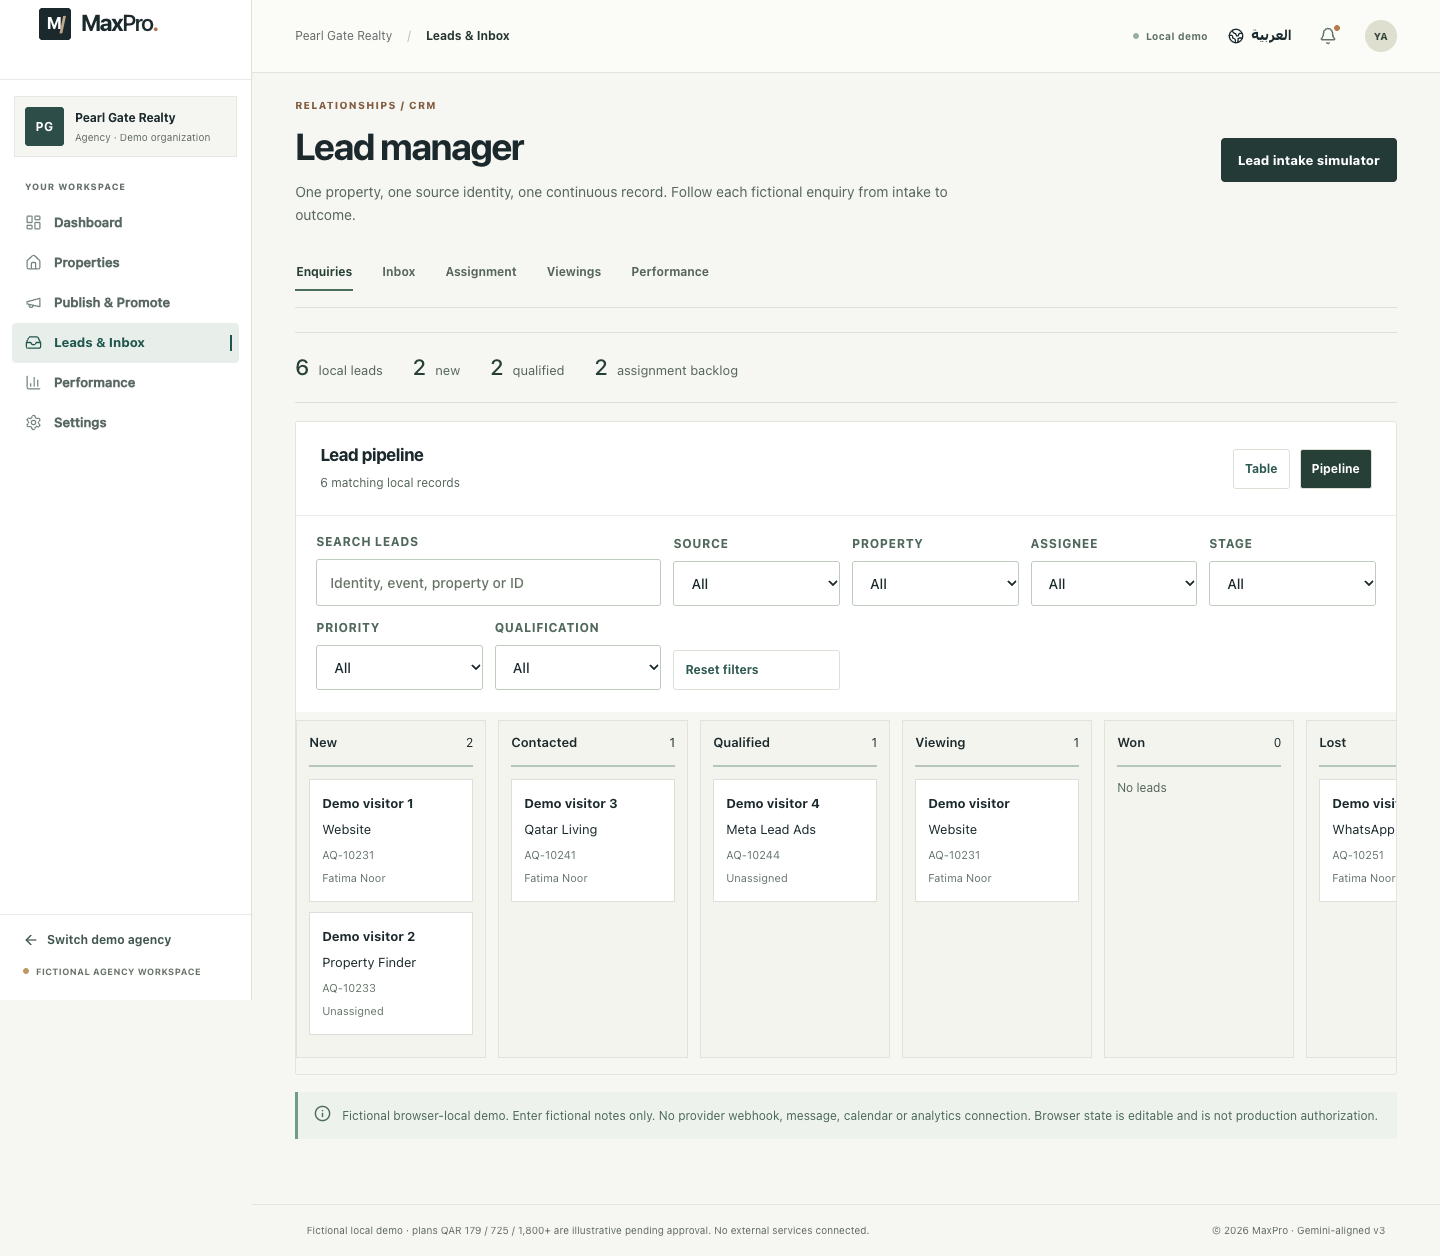 M/ MaxPro.
Pearl Gate Realty / Leads & Inbox
Local demo
العربية
YA
PG
Pearl Gate Realty
Agency · Demo organization
YOUR WORKSPACE
Dashboard
Properties
Publish & Promote
Leads & Inbox
Performance
Settings
Switch demo agency
FICTIONAL AGENCY WORKSPACE
RELATIONSHIPS / CRM
Lead manager
One property, one source identity, one continuous record. Follow each fictional enquiry from intake to
outcome.
Lead intake simulator
Enquiries Inbox Assignment Viewings Performance
6 local leads 2 new 2 qualified 2 assignment backlog
Lead pipeline
6 matching local records
Table Pipeline
SEARCH LEADS
Identity, event, property or ID
SOURCE
All
PROPERTY
All
ASSIGNEE
All
STAGE
All
PRIORITY
All
QUALIFICATION
All
Reset filters
New 2
Demo visitor 1
Website
AQ-10231
Fatima Noor
Demo visitor 2
Property Finder
AQ-10233
Unassigned
Contacted 1
Demo visitor 3
Qatar Living
AQ-10241
Fatima Noor
Qualified 1
Demo visitor 4
Meta Lead Ads
AQ-10244
Unassigned
Viewing 1
Demo visitor
Website
AQ-10231
Fatima Noor
Won 0
No leads
Lost
Demo visi
WhatsApp
AQ-10251
Fatima Noor
Fictional browser-local demo. Enter fictional notes only. No provider webhook, message, calendar or analytics connection. Browser state is editable and is not production authorization.
Fictional local demo · plans QAR 179 / 725 / 1,800+ are illustrative pending approval. No external services connected.
© 2026 MaxPro · Gemini-aligned v3